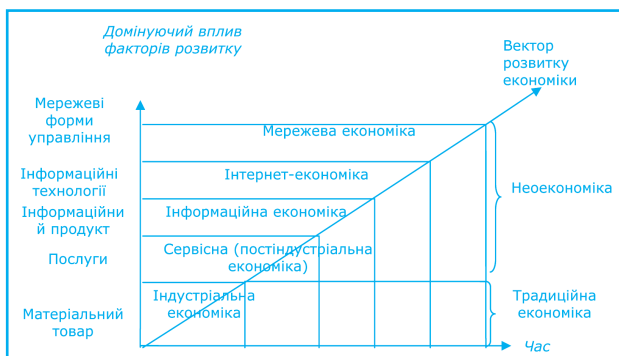 Домінуючий вплив
факторів розвитку
Вектор
розвитку
економіки
Мережеві
форми
управління
Мережева економіка
Інформаційні
технології
Інтернет-економіка
Неоекономіка
Інформаційни
й продукт
Інформаційна економіка
Послуги
Сервісна (постіндустріальна
економіка)
Матеріальний
товар
Індустріальна
економіка
Традиційна
економіка
Час